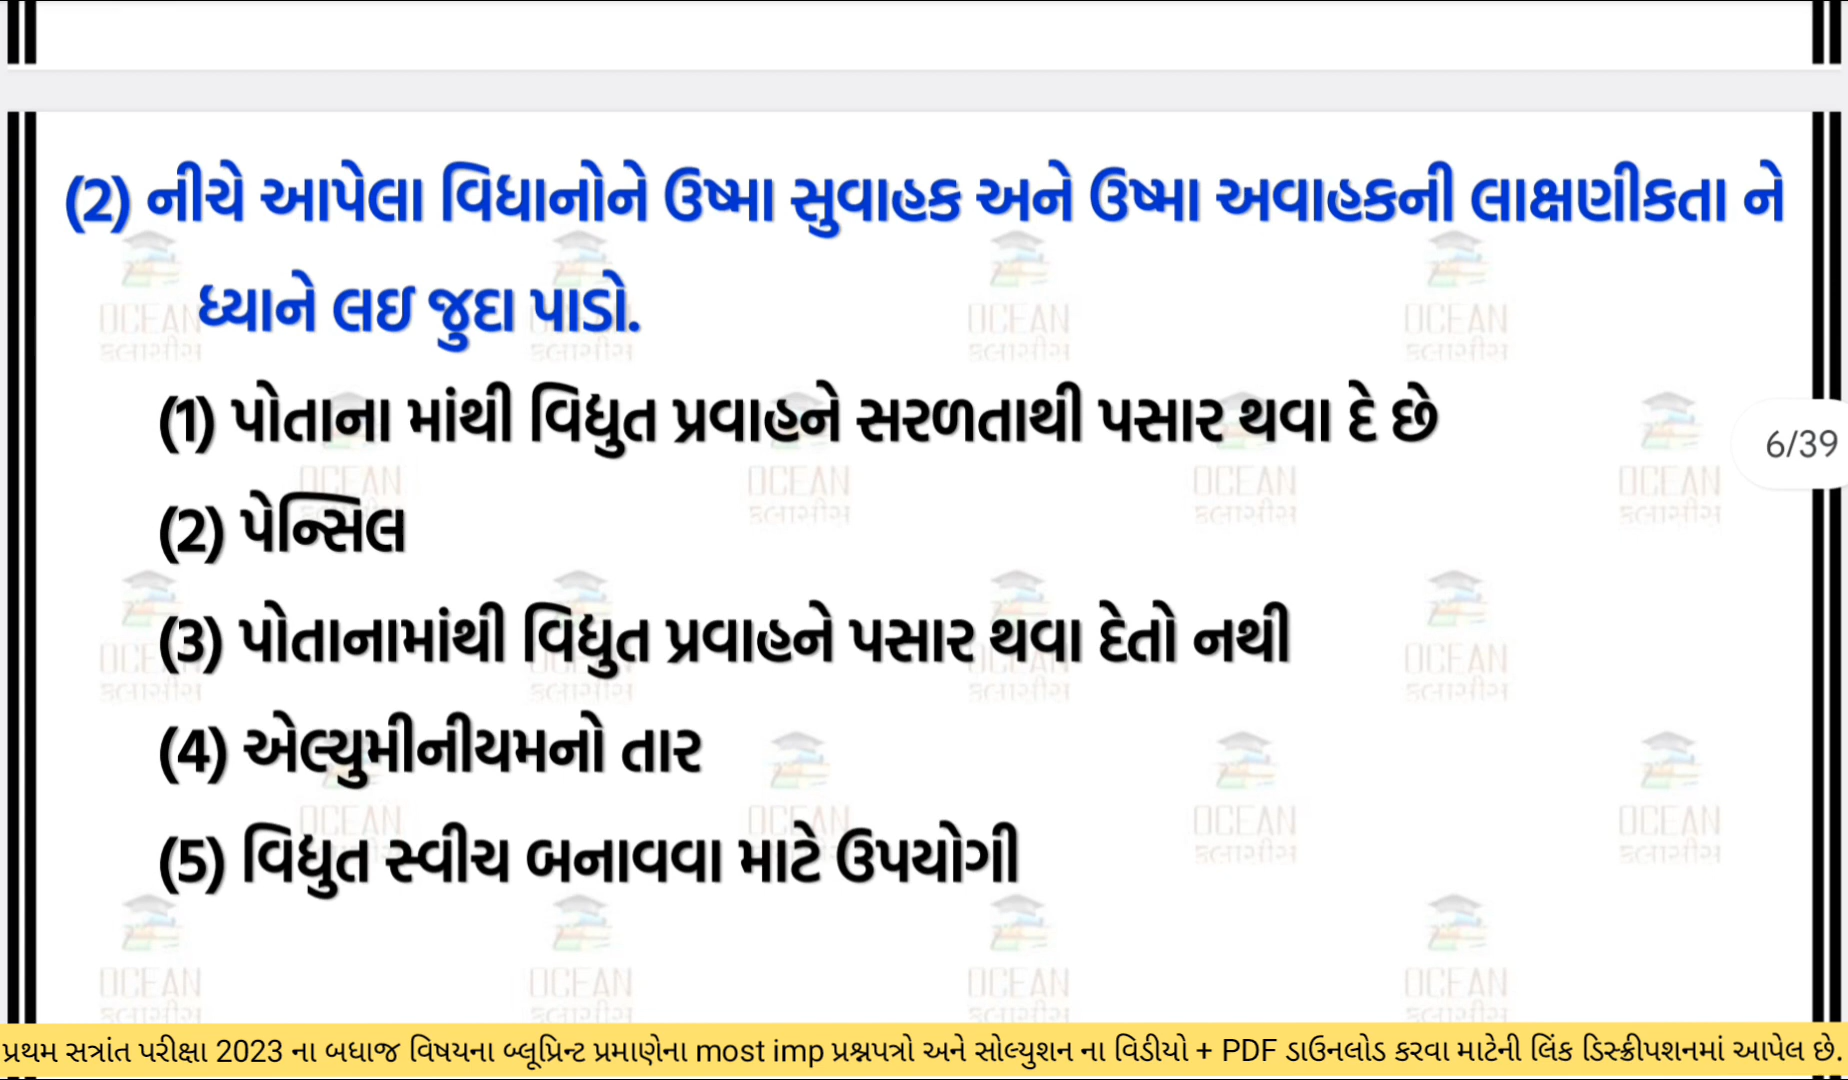 (2) નીચે આપેલા વિધાનોને ઉષ્મા સુવાહક અને ઉષ્મા અવાહકની લાક્ષણીકતા ને
ધ્યાને લઇ જુદા પાડો.
(1) પોતાના માંથી વિદ્યુત પ્રવાહને સરળતાથી પસાર થવા દે છે
6/39
(2) પેન્સિલ
(3) પોતાનામાંથી વિદ્યુત પ્રવાહને પસાર થવા દેતો નથી
(4) એલ્યુમીનીયમનો તાર
(5) વિદ્યુત સ્વીચ બનાવવા માટે ઉપયોગી
OCEAN
કલાસીસ
પ્રથમ સત્રાંત પરીક્ષા 2023 ના બધાજ વિષયના બ્લૂપ્રિન્ટ પ્રમાણેના most imp પ્રશ્નપત્રો અને સોલ્યુશન ના વિડીયો + PDF ડાઉનલોડ કરવા માટેની લિંક ડિસ્ક્રીપશનમાં આપેલ છે.